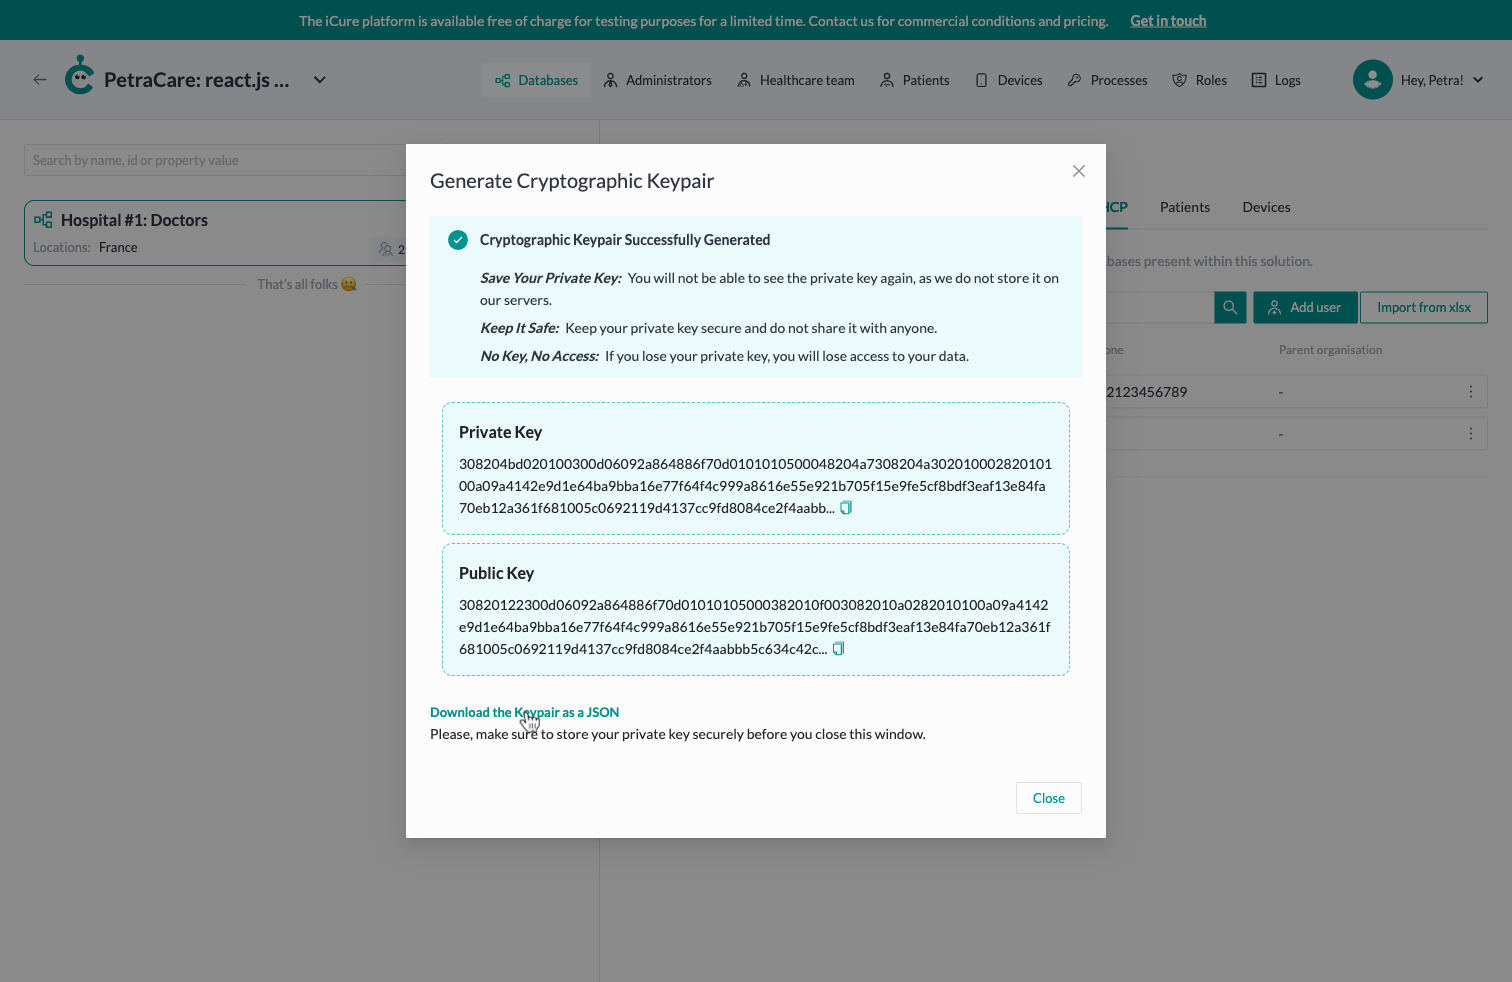 The iCure platform is available free of charge for testing purposes for a limited time. Contact us for commercial conditions and pricing. Get in touch
PetraCare: react.js ...
Databases
Administrators
Healthcare team
Patients
Devices
Processes
Roles
Logs
Hey, Petra!
Search by name, id or property value
Hospital #1: Doctors
Locations: France
2
That's all folks
Generate Cryptographic Keypair
Cryptographic Keypair Successfully Generated
Save Your Private Key: You will not be able to see the private key again, as we do not store it on
our servers.
Keep It Safe: Keep your private key secure and do not share it with anyone.
No Key, No Access: If you lose your private key, you will lose access to your data.
Private Key
308204bd020100300d06092a864886f70d0101010500048204a7308204a302010002820101
00a09a4142e9d1e64ba9bba16e77f64f4c999a8616e55e921b705f15e9fe5cf8bdf3eaf13e84fa
70eb12a361f681005c0692119d4137cc9fd8084ce2f4aabb...
Public Key
30820122300d06092a864886f70d01010105000382010f003082010a0282010100a09a4142
e9d1e64ba9bba16e77f64f4c999a8616e55e921b705f15e9fe5cf8bdf3eaf13e84fa70eb12a361f
681005c0692119d4137cc9fd8084ce2f4aabbb5c634c42c...
Download the Keypair as a JSON
Please, make sure to store your private key securely before you close this window.
Close
HCP
Patients
Devices
bases present within this solution.
Add user
Import from xlsx
one
Parent organisation
2123456789
-
-